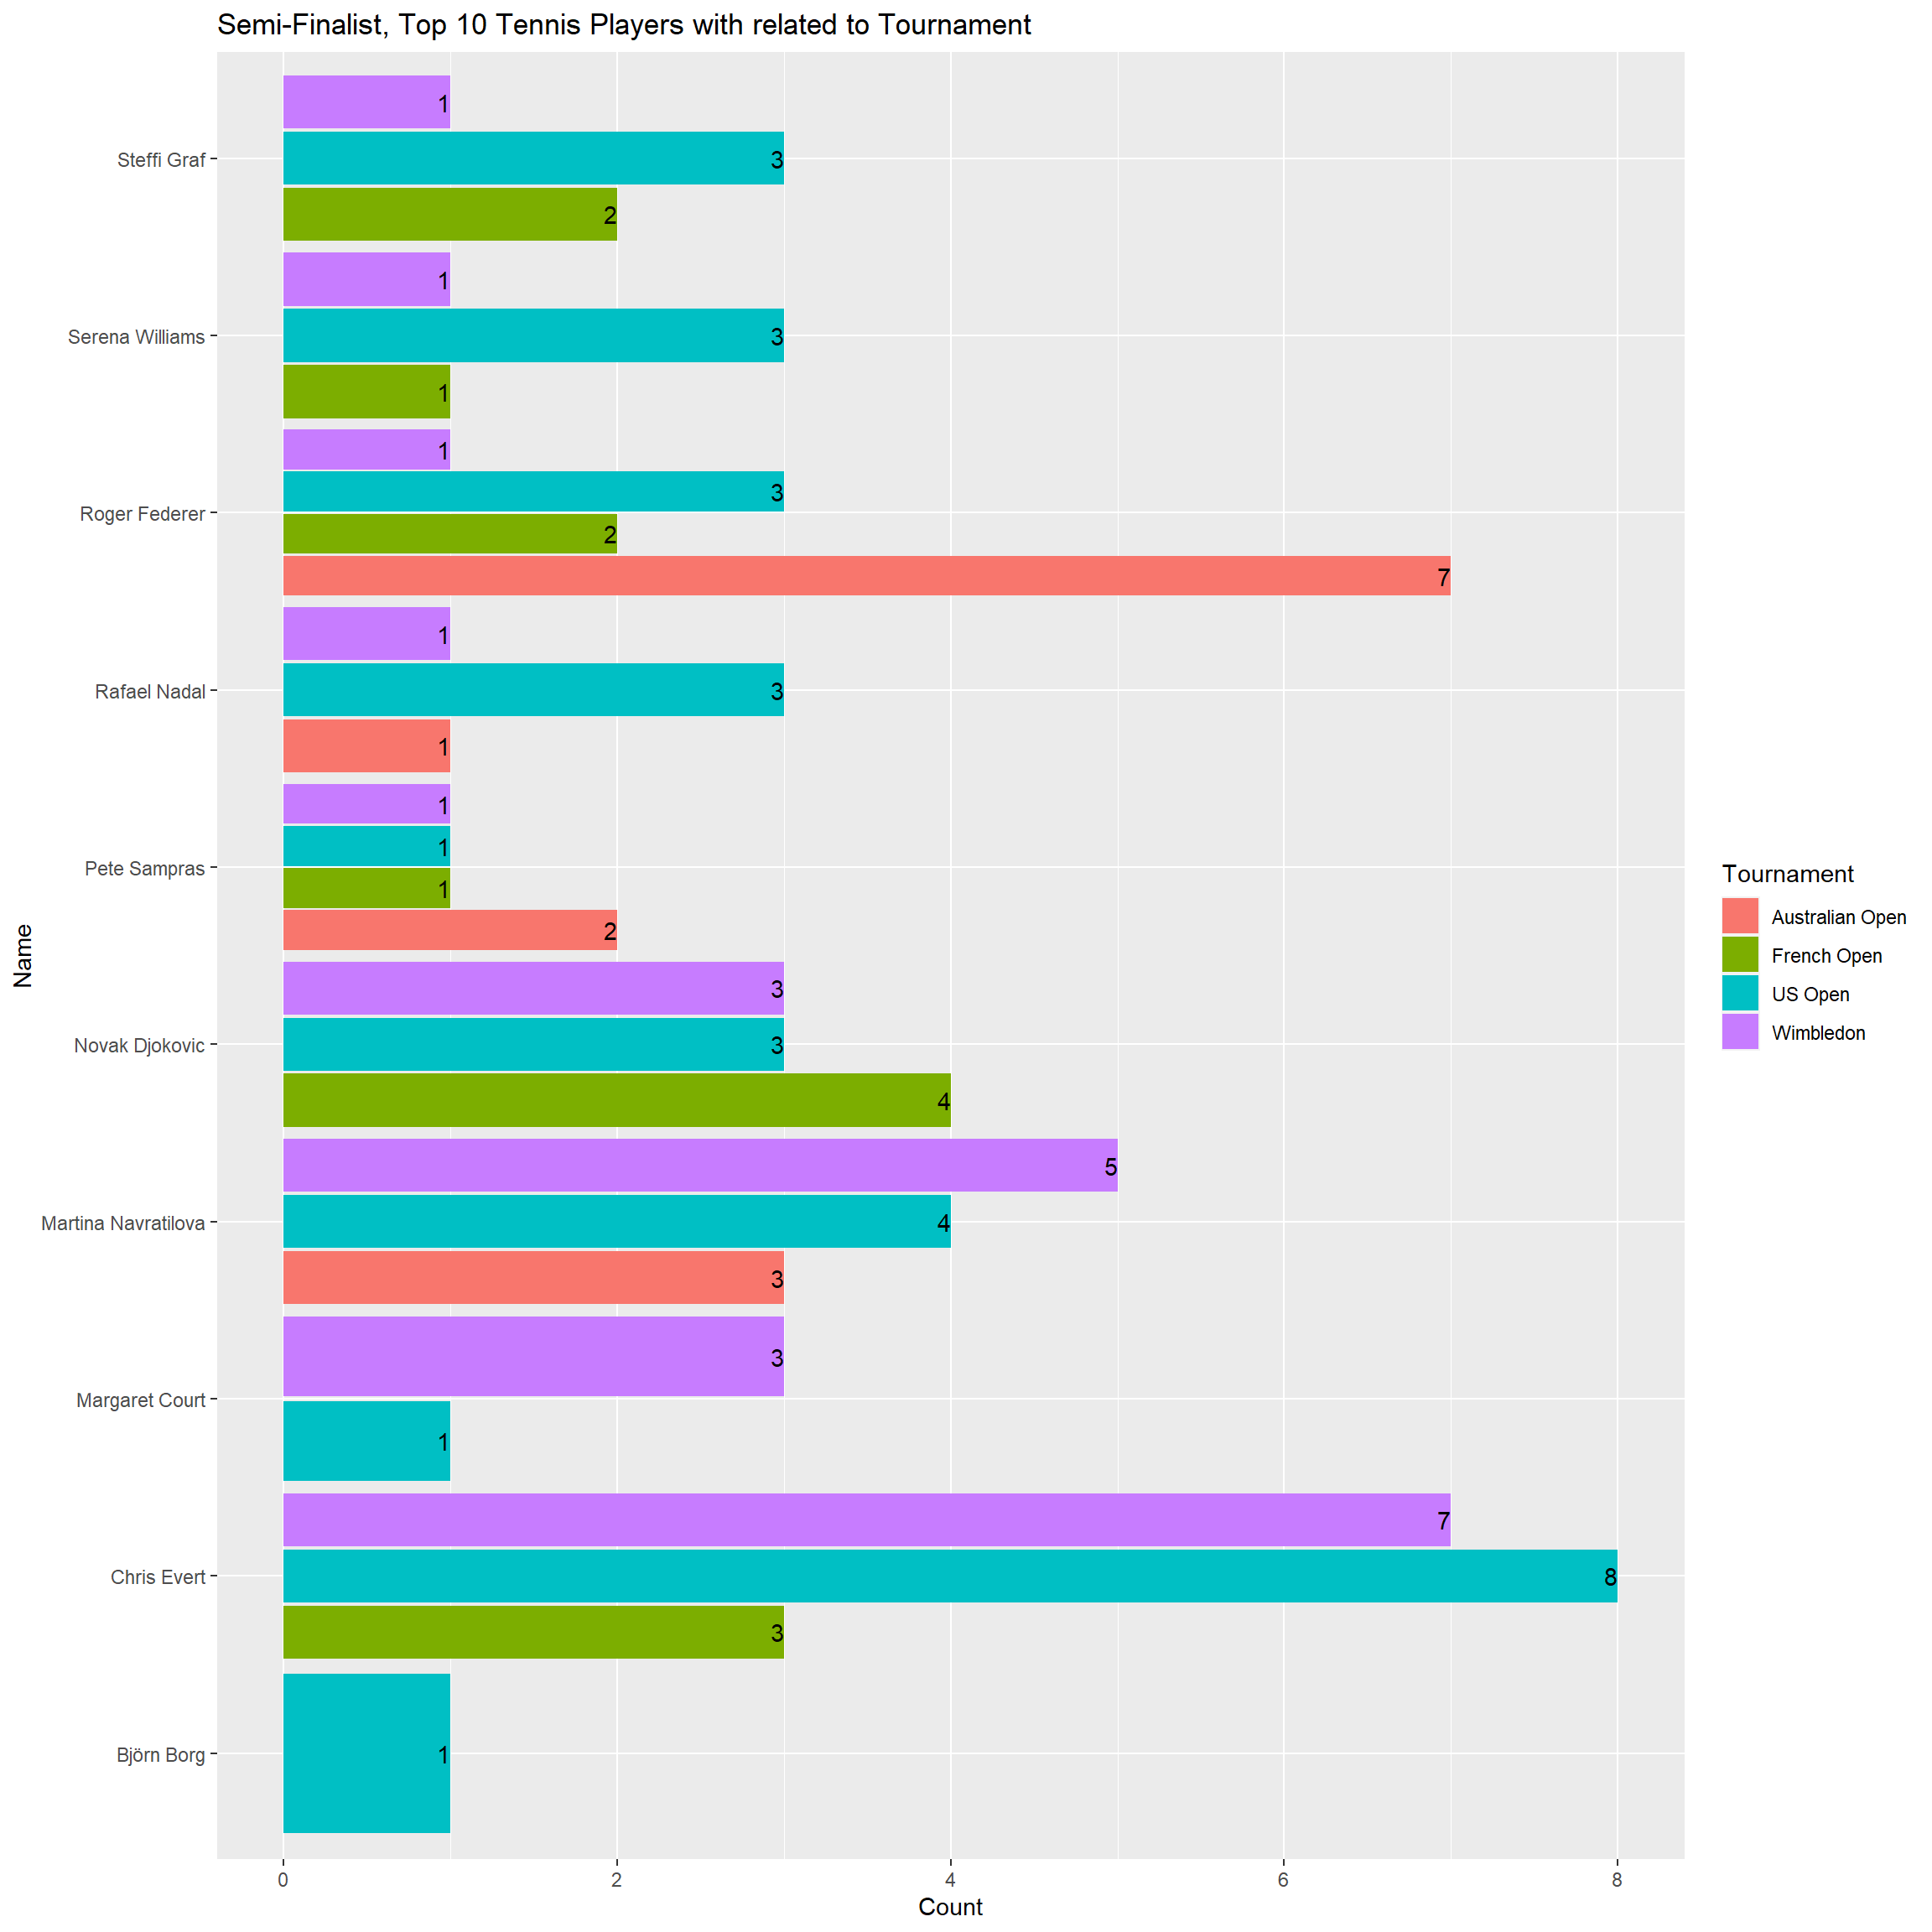 Semi-Finalist, Top 10 Tennis Players with related to Tournament
1
Steffi Graf
3
2
1
Serena Williams
3
1
1
3
Roger Federer
2
7
1
Rafael Nadal
3
1
1
1
Pete Sampras
1
2
3
Novak Djokovic
3
4
5
Martina Navratilova
4
3
3
Margaret Court
1
7
Chris Evert
8
3
Björn Borg
1
Name
0 2 4 6 8
Count
Tournament
Australian Open
French Open
US Open
Wimbledon